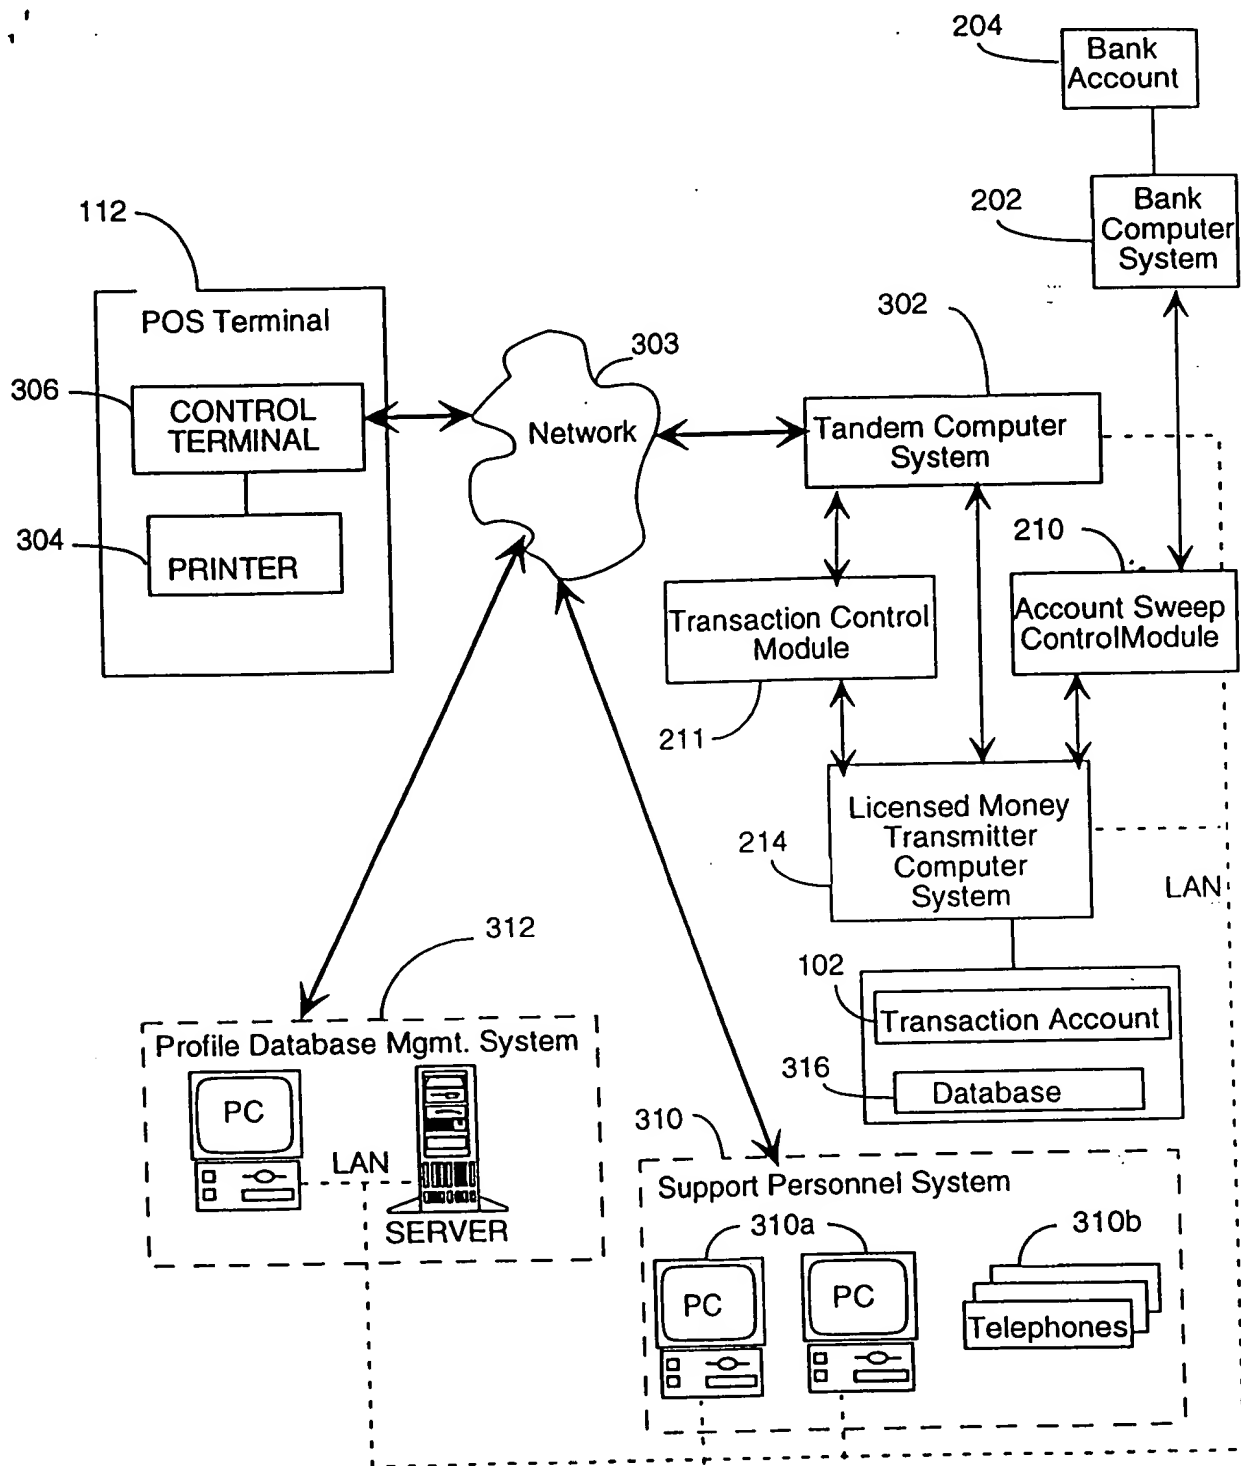 204
Bank
Account
202
Bank
Computer
System
112
POS Terminal
306
CONTROL
TERMINAL
304
PRINTER
303
Network
302
Tandem Computer
System
210
Account Sweep
ControlModule
Transaction Control
Module
211
Licensed Money
Transmitter
Computer
System
214
LAN
102
Transaction Account
316
Database
312
Profile Database Mgmt. System
PC
LAN
SERVER
310
Support Personnel System
310a
310b
PC
PC
Telephones